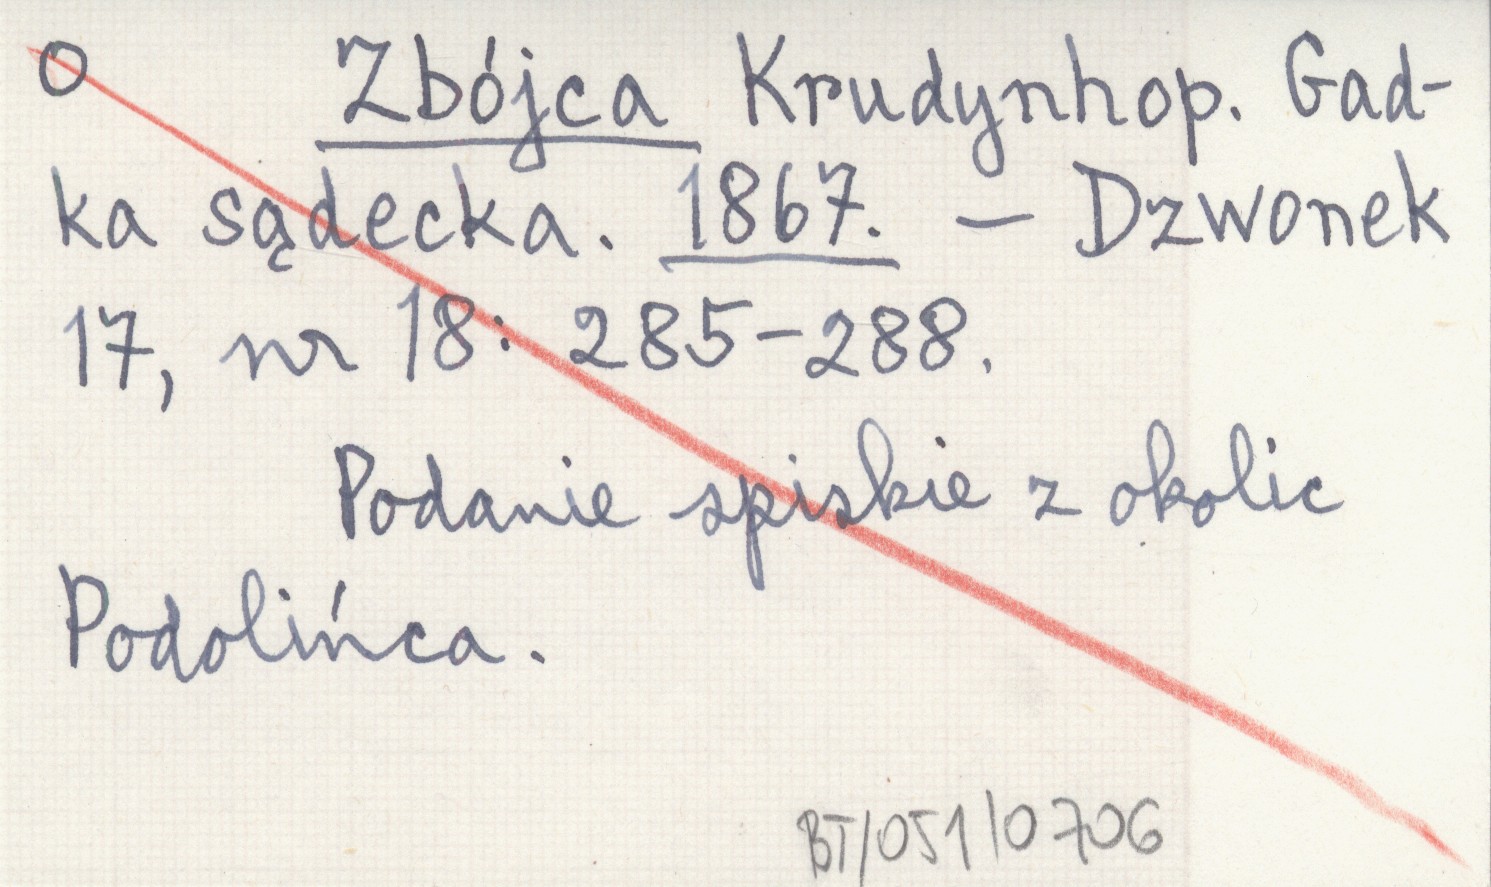 O Zbójca Krudynhop. Gad-
ka sądecka. 1867. – Dzwonek
17, nr 18: 285–288.
Podanie spiskie z okolic
Podolińca.
BT/051/0706